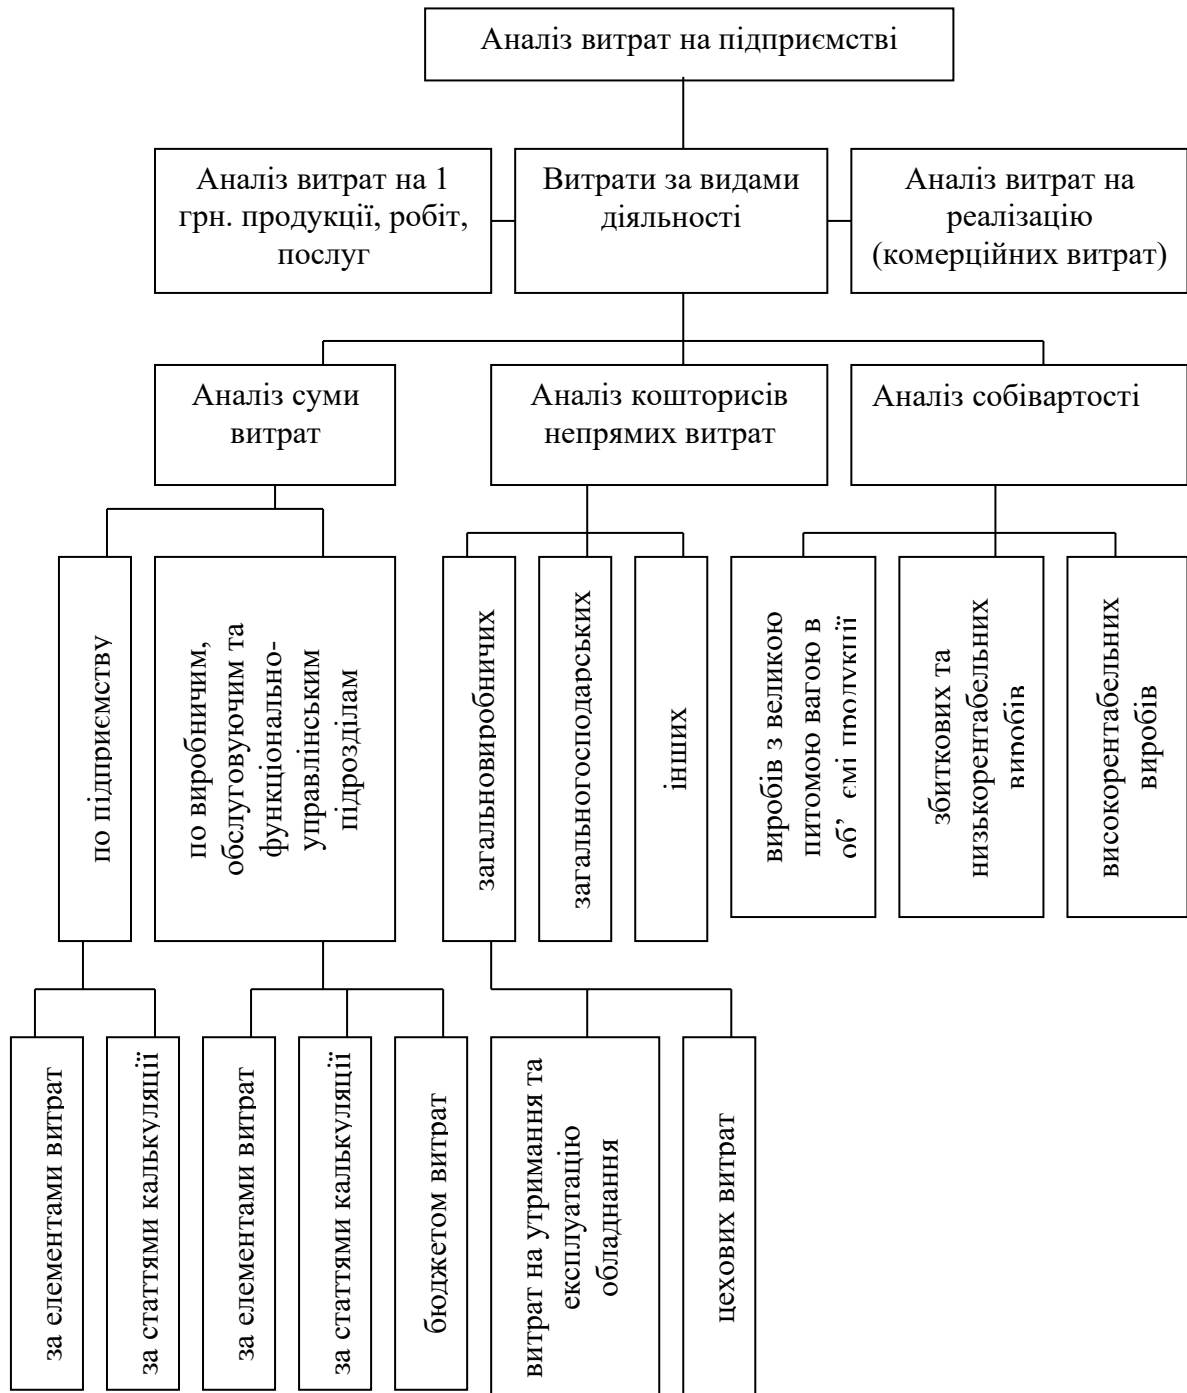 Аналіз витрат на підприємстві
Аналіз витрат на 1
грн. продукції, робіт,
послуг
Витрати за видами
діяльності
Аналіз витрат на
реалізацію
(комерційних витрат)
Аналіз суми
витрат
Аналіз кошторисів
непрямих витрат
Аналіз собівартості
по підприємству
по виробничим,
обслуговуючим та
функціонально-
управлінським
підрозділам
загальновиробничих
загальногосподарських
інших
виробів з великою
питомою вагою в
об’ємі продукції
збиткових та
низькорентабельних
виробів
високорентабельних
виробів
за елементами витрат
за статтями калькуляції
за елементами витрат
за статтями калькуляції
бюджетом витрат
витрат на утримання та
експлуатацію
обладнання
цехових витрат